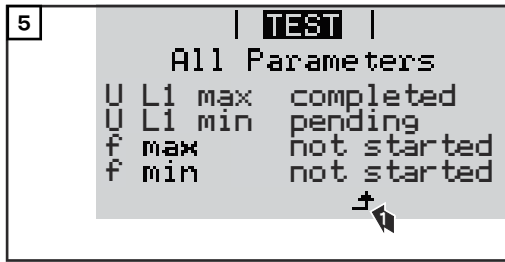 5
TEST
All Parameters
U L1 max completed
U L1 min pending
f max not started
f min not started
1